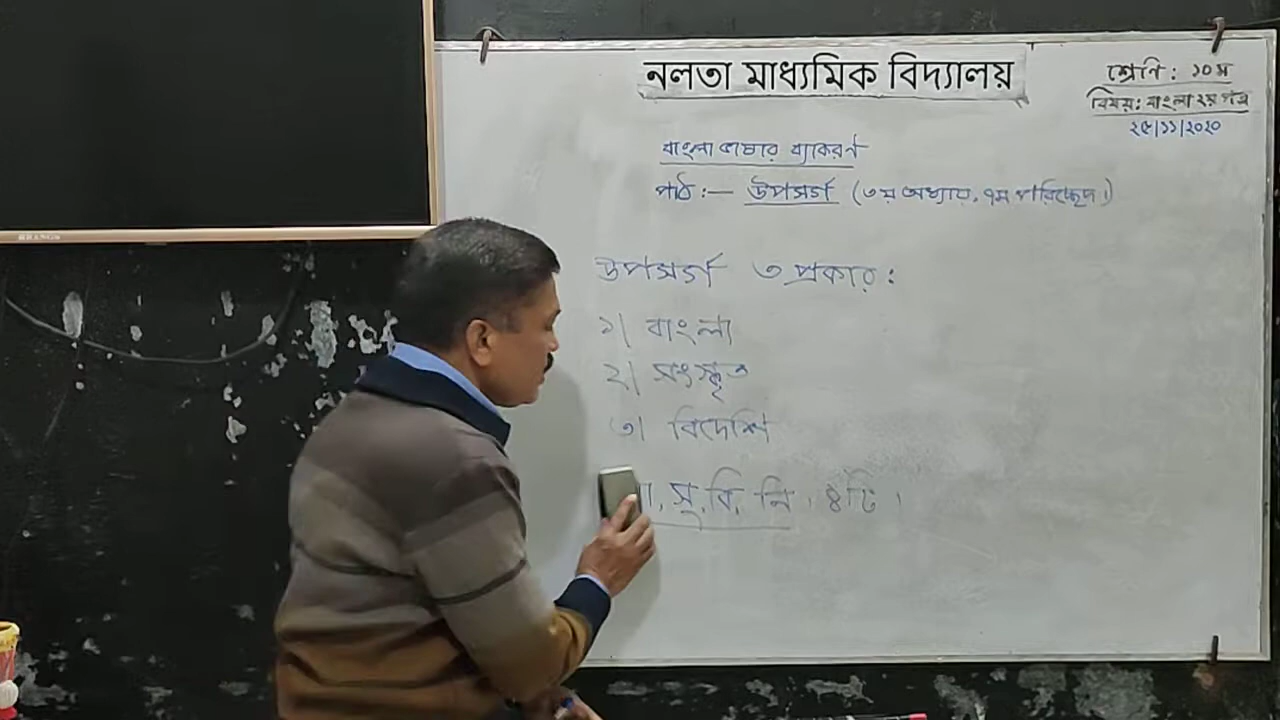 নলতা মাধ্যমিক বিদ্যালয়
শ্রেণি : ১০ম
বিষয়: বাংলা ২য় পত্র
২৫/১১/২০২০
বাংলা ভাষার ব্যাকরণ
পাঠ :— উপসর্গ (৩য় অধ্যায়, ৭ম পরিচ্ছেদ।)
উপসর্গ ৩ প্রকার :
১। বাংলা
২। সংস্কৃত
৩। বিদেশি
সু, বি, নি । ৪টি ।